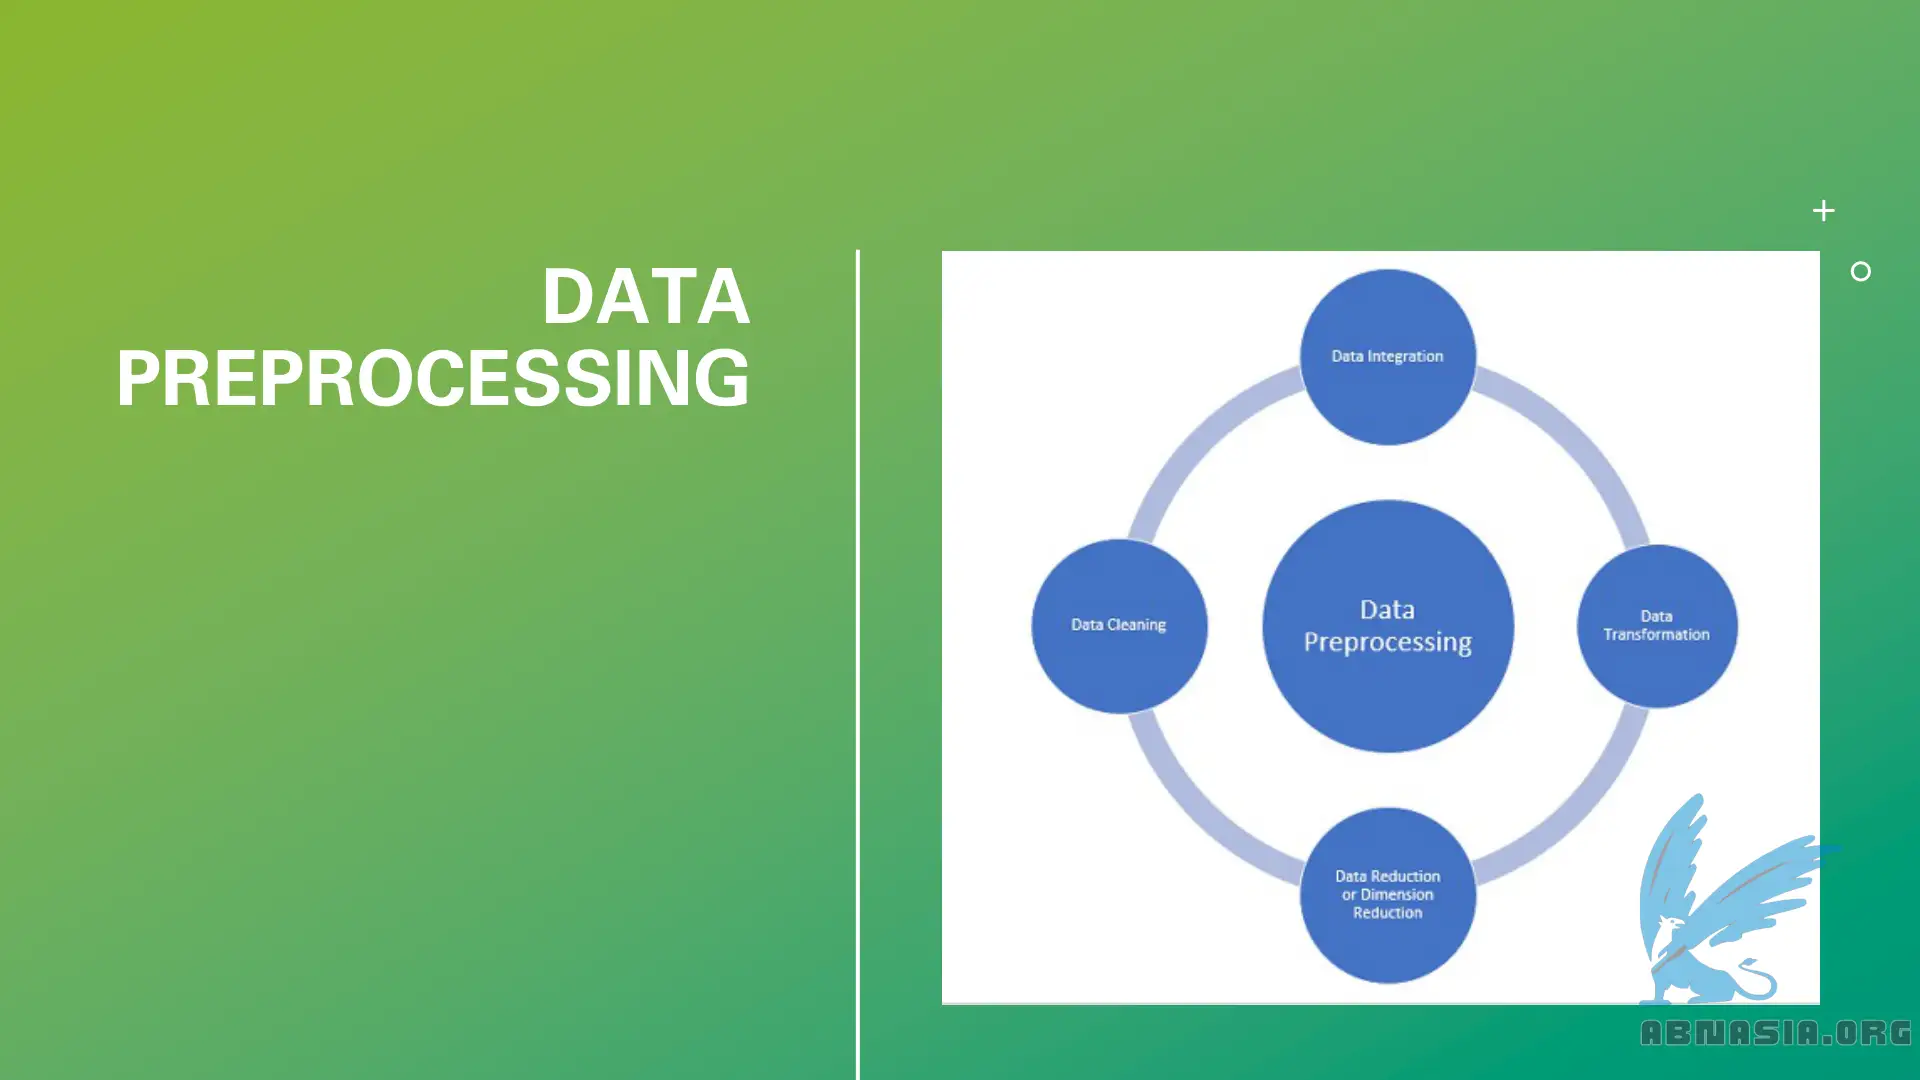 DATA
PREPROCESSING
Data Integration
Data Cleaning
Data
Preprocessing
Data
Transformation
Data Reduction
or Dimension
Reduction
ABNASIA.ORG